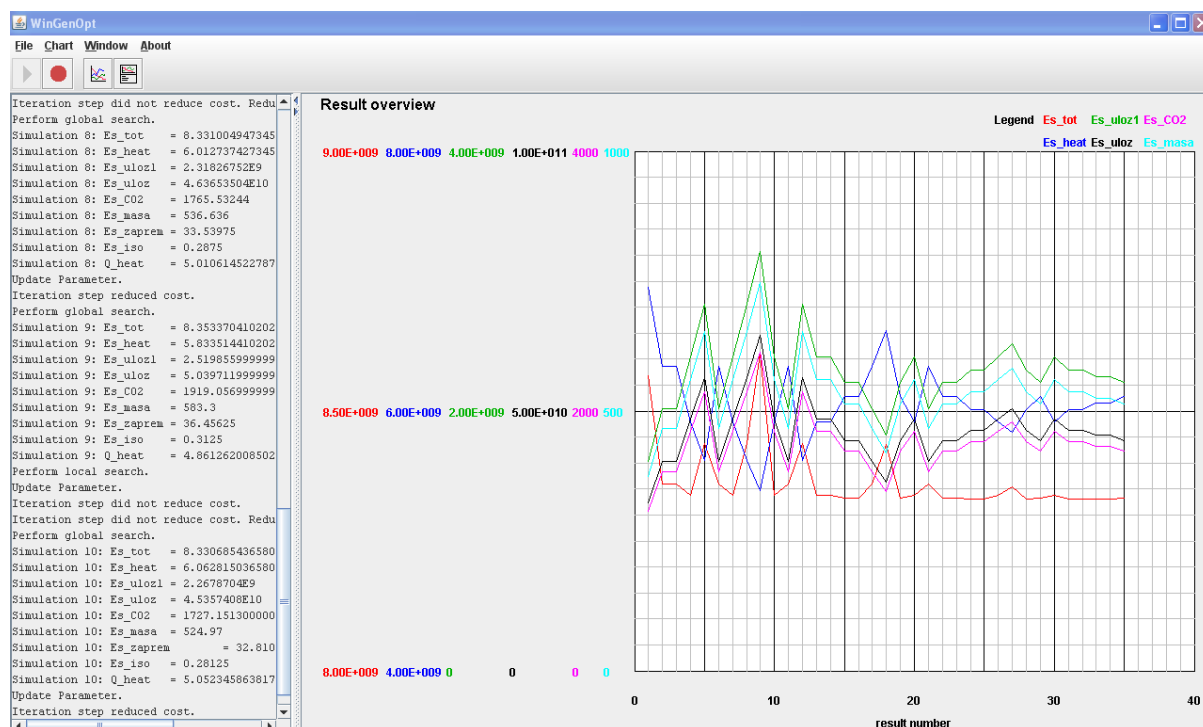 WinGenOpt
File Chart Window About
Iteration step did not reduce cost. Redu
Perform global search.
Simulation 8: Es_tot = 8.331004947345
Simulation 8: Es_heat = 6.012737427345
Simulation 8: Es_uloz1 = 2.31826752E9
Simulation 8: Es_uloz = 4.63653504E10
Simulation 8: Es_CO2 = 1765.53244
Simulation 8: Es_masa = 536.636
Simulation 8: Es_zaprem = 33.53975
Simulation 8: Es_iso = 0.2875
Simulation 8: Q_heat = 5.010614522787
Update Parameter.
Iteration step reduced cost.
Perform global search.
Simulation 9: Es_tot = 8.353370410202
Simulation 9: Es_heat = 5.833514410202
Simulation 9: Es_uloz1 = 2.519855999999
Simulation 9: Es_uloz = 5.039711999999
Simulation 9: Es_CO2 = 1919.056999999
Simulation 9: Es_masa = 583.3
Simulation 9: Es_zaprem = 36.45625
Simulation 9: Es_iso = 0.3125
Simulation 9: Q_heat = 4.861262008502
Perform local search.
Update Parameter.
Iteration step did not reduce cost.
Iteration step did not reduce cost. Redu
Perform global search.
Simulation 10: Es_tot = 8.330685436580
Simulation 10: Es_heat = 6.062815036580
Simulation 10: Es_uloz1 = 2.2678704E9
Simulation 10: Es_uloz = 4.5357408E10
Simulation 10: Es_CO2 = 1727.151300000
Simulation 10: Es_masa = 524.97
Simulation 10: Es_zaprem = 32.810
Simulation 10: Es_iso = 0.28125
Simulation 10: Q_heat = 5.052345863817
Update Parameter.
Iteration step reduced cost.
Result overview
Legend Es_tot Es_uloz1 Es_CO2
Es_heat Es_uloz Es_masa
9.00E+009 8.00E+009 4.00E+009 1.00E+011 4000 1000
8.50E+009 6.00E+009 2.00E+009 5.00E+010 2000 500
8.00E+009 4.00E+009 0 0 0 0
0 10 20 30 40
result number